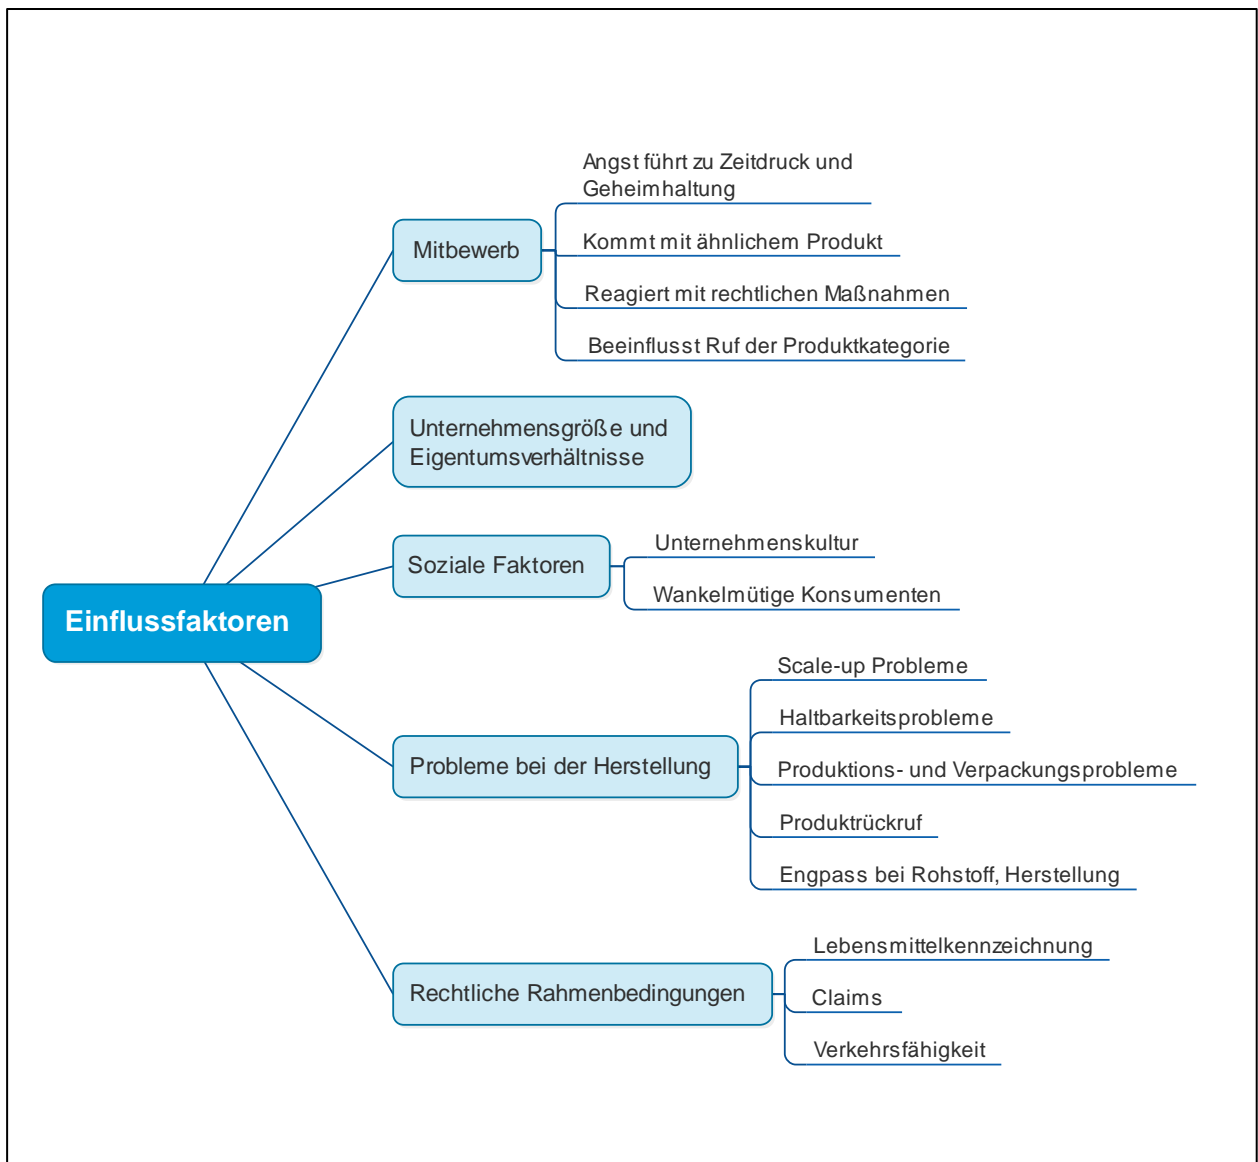 Angst führt zu Zeitdruck und
Geheimhaltung
Mitbewerb
Kommt mit ähnlichem Produkt
Reagiert mit rechtlichen Maßnahmen
Beeinflusst Ruf der Produktkategorie
Unternehmensgröße und
Eigentumsverhältnisse
Soziale Faktoren
Unternehmenskultur
Wankelmütige Konsumenten
Einflussfaktoren
Probleme bei der Herstellung
Scale-up Probleme
Haltbarkeitsprobleme
Produktions- und Verpackungsprobleme
Produktrückruf
Engpass bei Rohstoff, Herstellung
Rechtliche Rahmenbedingungen
Lebensmittelkennzeichnung
Claims
Verkehrsfähigkeit